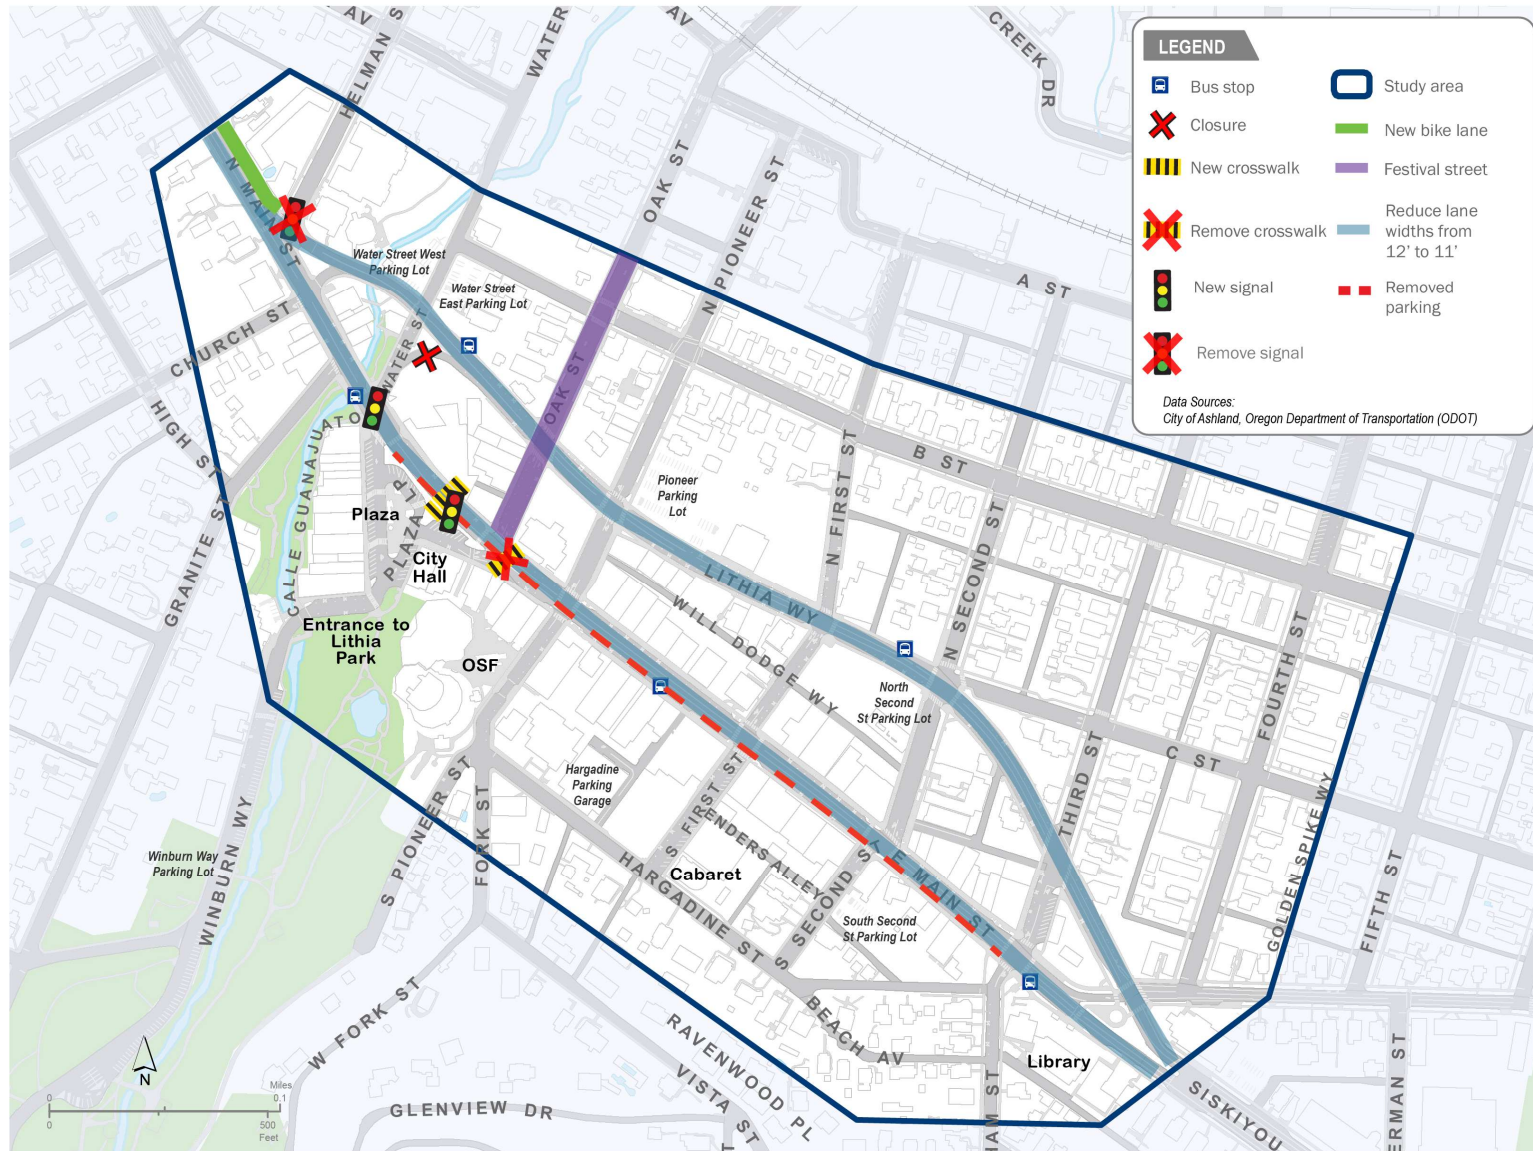 LEGEND
Bus stop
Closure
New crosswalk
Remove crosswalk
New signal
Remove signal
Study area
New bike lane
Festival street
Reduce lane
widths from
12' to 11'
Removed
parking
Data Sources:
City of Ashland, Oregon Department of Transportation (ODOT)
AV
HELMAN S
WATER
AV
CREEK DR
OAK ST
N PIONEER ST
A ST
N MAIN ST
Water Street West
Parking Lot
Water Street
East Parking Lot
CHURCH ST
WATER ST
OAK ST
HIGH ST
GRANITE ST
CALLE GUANAJUATO
Plaza
PLAZA LP
City
Hall
Pioneer
Parking
Lot
N FIRST ST
B ST
N SECOND ST
LITHIA WY
WILL DODGE WY
Entrance to
Lithia
Park
OSF
North
Second
St Parking Lot
FOURTH ST
C ST
THIRD ST
GOLDEN SPIKE WY
FIFTH ST
Hargadine
Parking
Garage
S FIRST ST
ENDERS ALLEY
Cabaret
S SECOND ST
E MAIN ST
South Second
St Parking Lot
HARGADINE ST
S PIONEER ST
FORK ST
WINBURN WY
Winburn Way
Parking Lot
W FORK ST
BEACH AV
Library
RAVENWOOD PL
VISTA ST
T
GLENVIEW DR
HAM ST
SISKIYOU
ERMAN ST
N
Miles
0
0.1
0
500
Feet